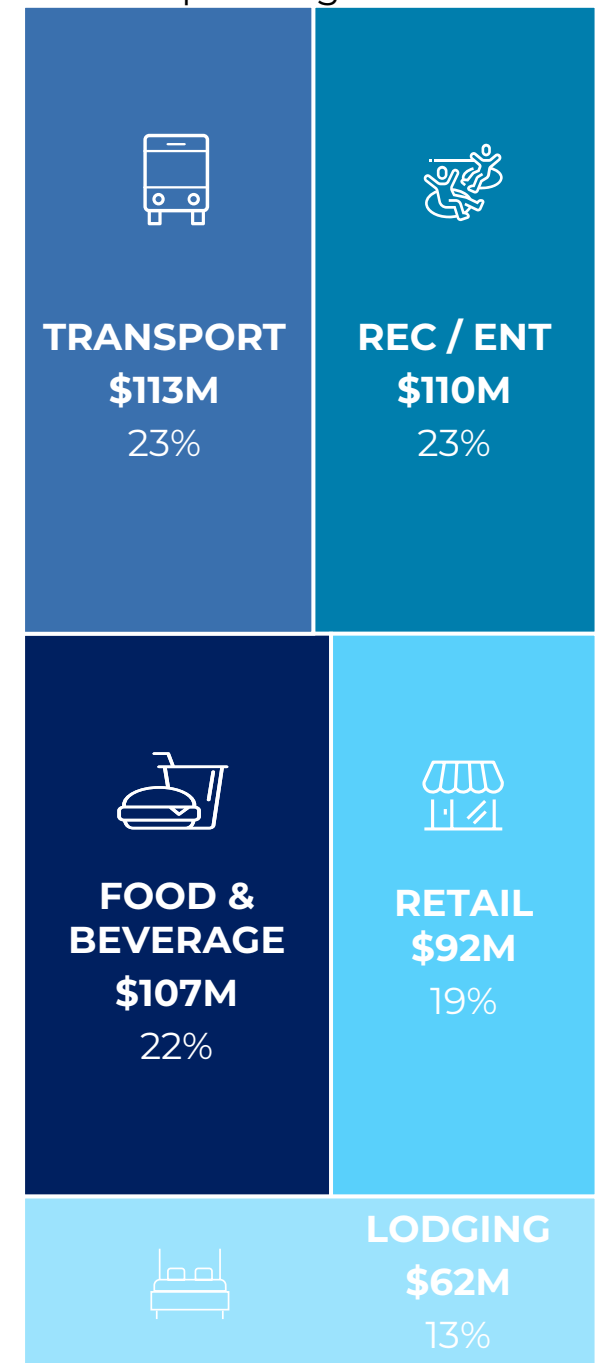 TRANSPORT
$113M
23%
REC / ENT
$110M
23%
FOOD &
BEVERAGE
$107M
22%
RETAIL
$92M
19%
LODGING
$62M
13%